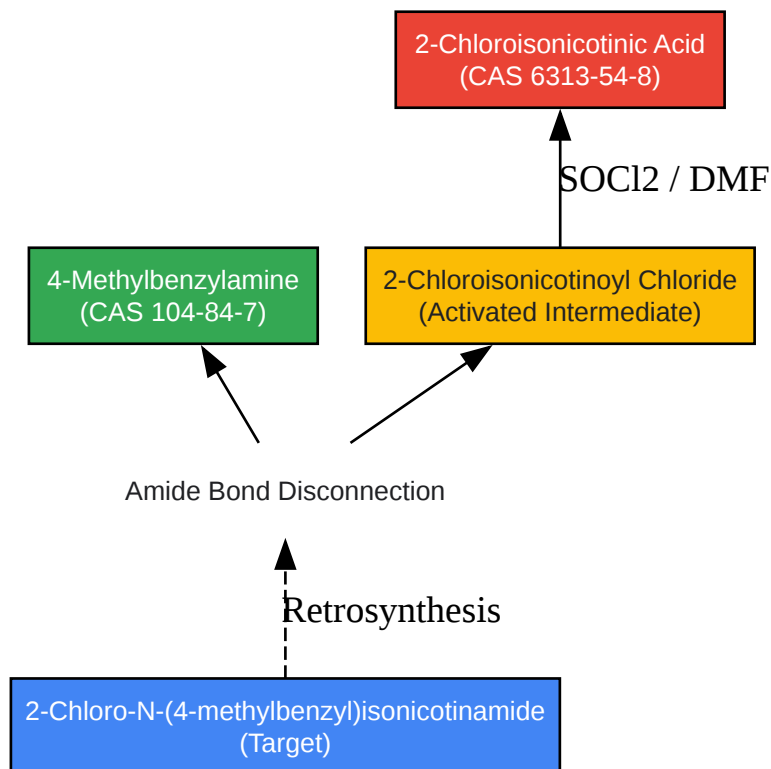 2-Chloroisonicotinic Acid
(CAS 6313-54-8)
SOCl2 / DMF
4-Methylbenzylamine
(CAS 104-84-7)
2-Chloroisonicotinoyl Chloride
(Activated Intermediate)
Amide Bond Disconnection
Retrosynthesis
2-Chloro-N-(4-methylbenzyl)isonicotinamide
(Target)